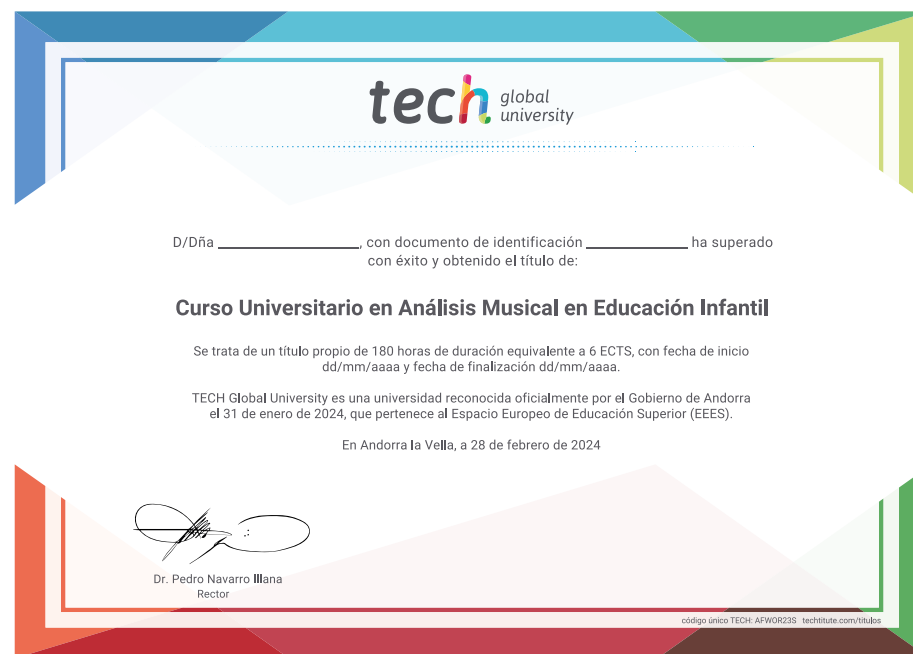 tech global
university
D/Dña ____________________, con documento de identificación ______________ ha superado
con éxito y obtenido el título de:
Curso Universitario en Análisis Musical en Educación Infantil
Se trata de un título propio de 180 horas de duración equivalente a 6 ECTS, con fecha de inicio
dd/mm/aaaa y fecha de finalización dd/mm/aaaa.
TECH Global University es una universidad reconocida oficialmente por el Gobierno de Andorra
el 31 de enero de 2024, que pertenece al Espacio Europeo de Educación Superior (EEES).
En Andorra la Vella, a 28 de febrero de 2024
Dr. Pedro Navarro Illana
Rector
código único TECH: AFWOR23S techtitute.com/titulos